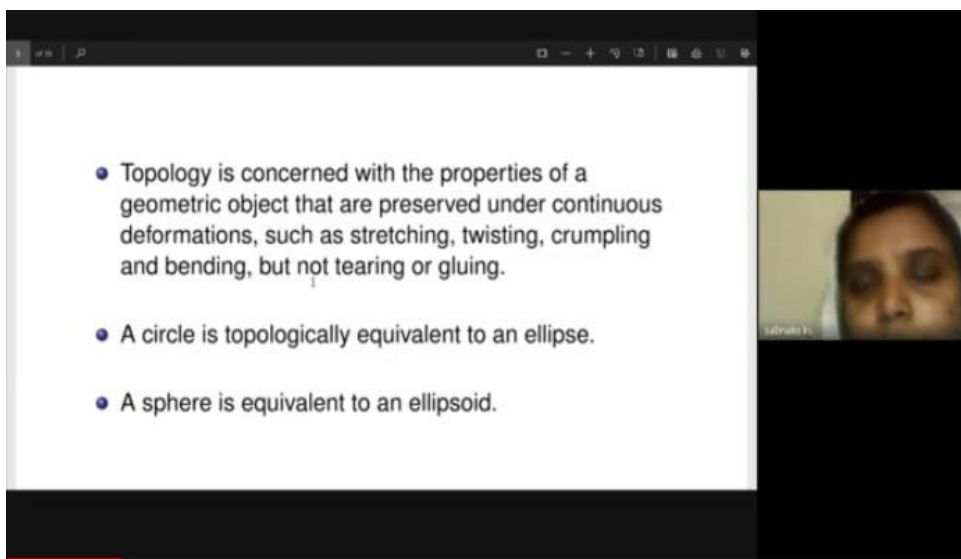 Topology is concerned with the properties of a
geometric object that are preserved under continuous
deformations, such as stretching, twisting, crumpling
and bending, but not tearing or gluing.
A circle is topologically equivalent to an ellipse.
A sphere is equivalent to an ellipsoid.